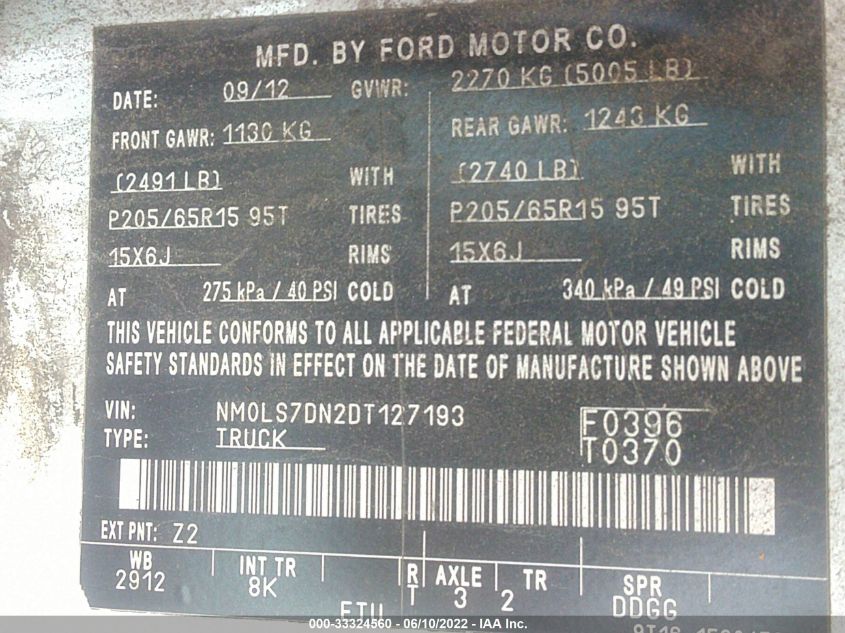 MFD. BY FORD MOTOR CO.
DATE: 09/12 GVWR: 2270 KG (5005 LB)
FRONT GAWR: 1130 KG REAR GAWR: 1243 KG
(2491 LB) WITH (2740 LB) WITH
P205/65R15 95T TIRES P205/65R15 95T TIRES
15X6J RIMS 15X6J RIMS
AT 275 kPa / 40 PSI COLD AT 340 kPa / 49 PSI COLD
THIS VEHICLE CONFORMS TO ALL APPLICABLE FEDERAL MOTOR VEHICLE
SAFETY STANDARDS IN EFFECT ON THE DATE OF MANUFACTURE SHOWN ABOVE
VIN: NM0LS7DN2DT127193 F0396
TYPE: TRUCK T0370
EXT PNT: Z2
WB INT TR R AXLE TR SPR
2912 8K T 3 2 DDGG
000-33324560 - 06/10/2022 - IAA Inc.